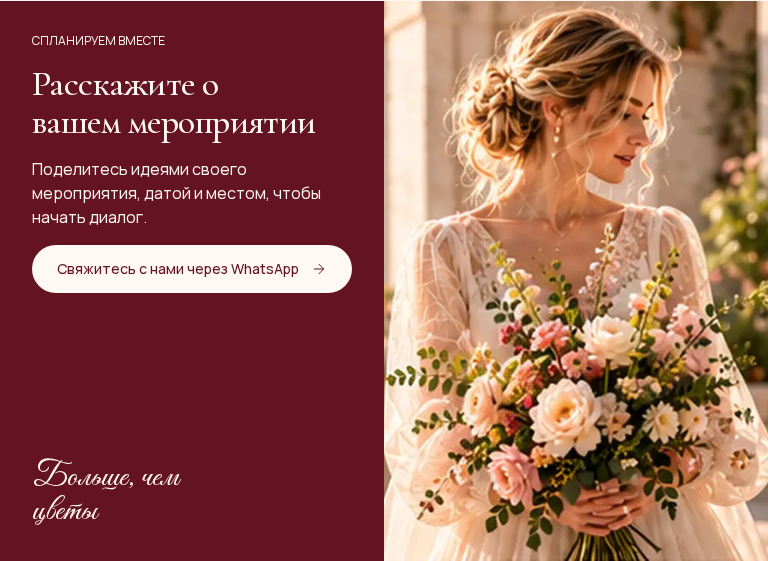 СПЛАНИРУЕМ ВМЕСТЕ
Расскажите о
вашем мероприятии
Поделитесь идеями своего
мероприятия, датой и местом, чтобы
начать диалог.
Свяжитесь с нами через WhatsApp →
Больше, чем
цветы